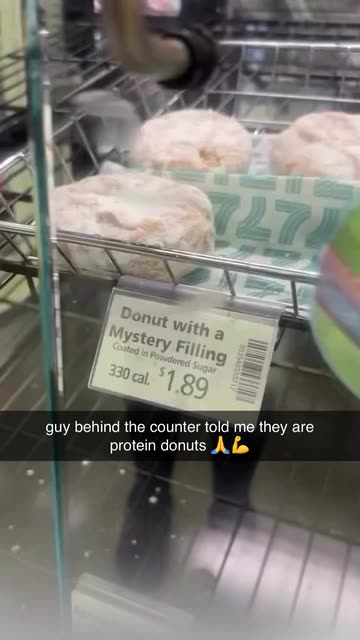 Donut with a
Mystery Filling
Coated in Powdered Sugar
330 cal. $1.89
guy behind the counter told me they are
protein donuts 🙏💪